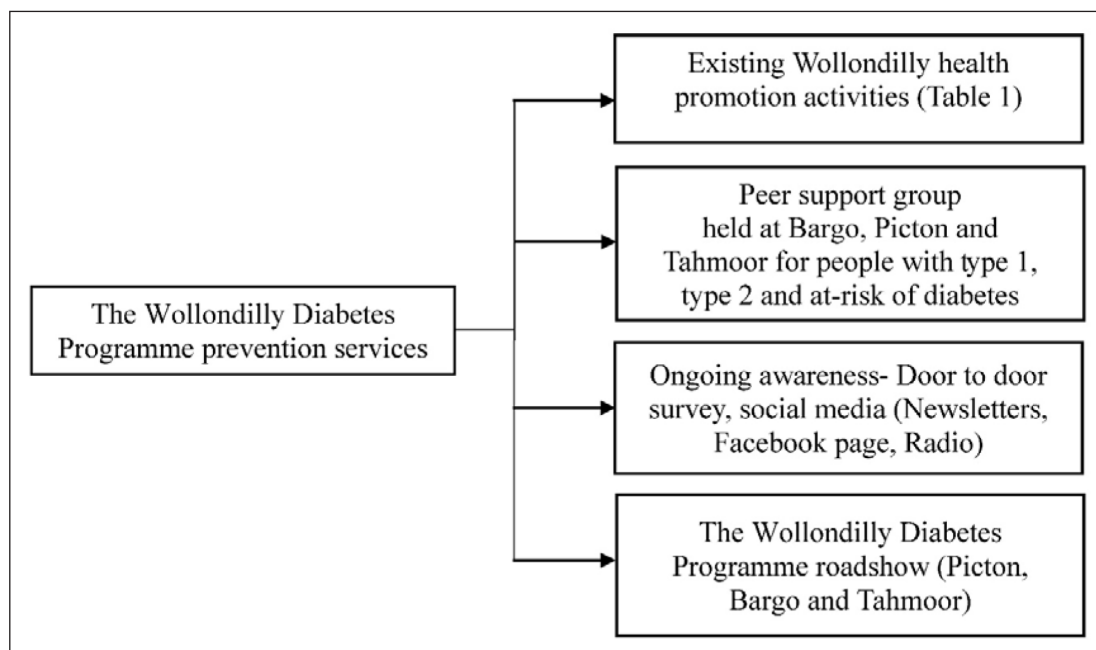 The Wollondilly Diabetes
Programme prevention services
Existing Wollondilly health
promotion activities (Table 1)
Peer support group
held at Bargo, Picton and
Tahmoor for people with type 1,
type 2 and at-risk of diabetes
Ongoing awareness- Door to door
survey, social media (Newsletters,
Facebook page, Radio)
The Wollondilly Diabetes
Programme roadshow (Picton,
Bargo and Tahmoor)